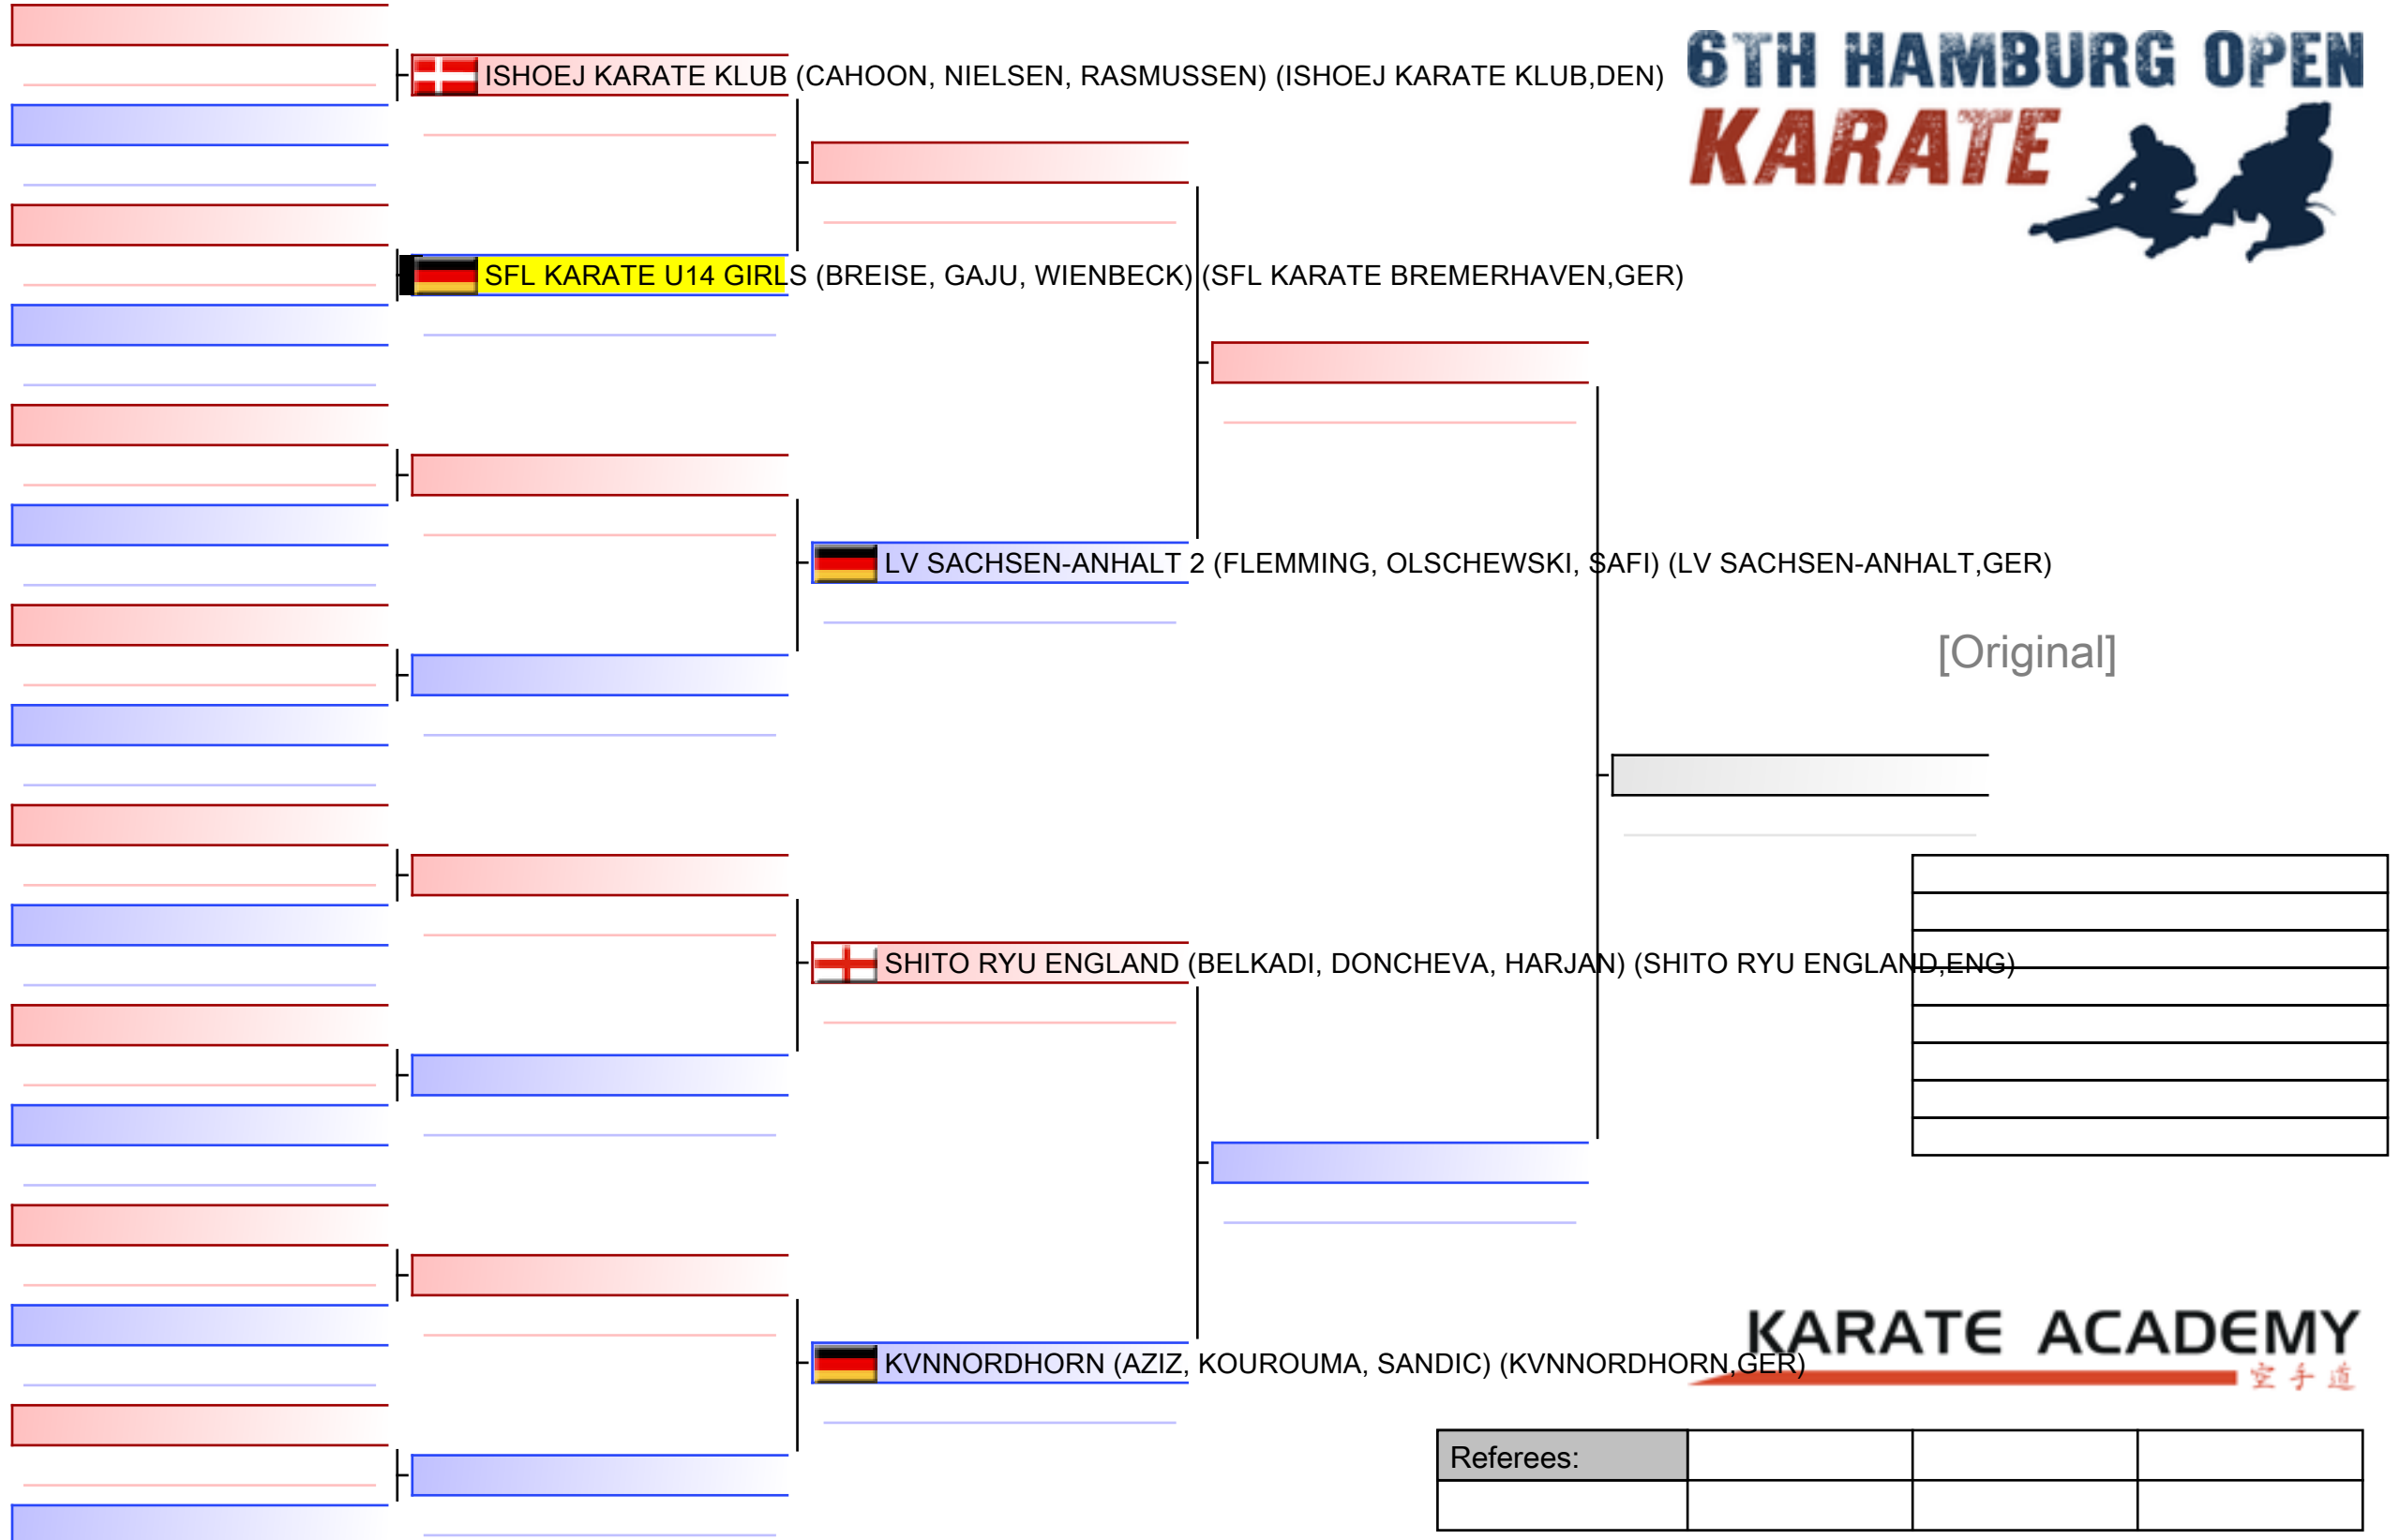 6TH HAMBURG OPEN
KARATE
ISHOEJ KARATE KLUB (CAHOON, NIELSEN, RASMUSSEN) (ISHOEJ KARATE KLUB,DEN)
SFL KARATE U14 GIRLS (BREISE, GAJU, WIENBECK) (SFL KARATE BREMERHAVEN,GER)
LV SACHSEN-ANHALT 2 (FLEMMING, OLSCHEWSKI, SAFI) (LV SACHSEN-ANHALT,GER)
[Original]
SHITO RYU ENGLAND (BELKADI, DONCHEVA, HARJAN) (SHITO RYU ENGLAND,ENG)
KVNNORDHORN (AZIZ, KOUROUMA, SANDIC) (KVNNORDHORN,GER)
KARATE ACADEMY
空手道
Referees: